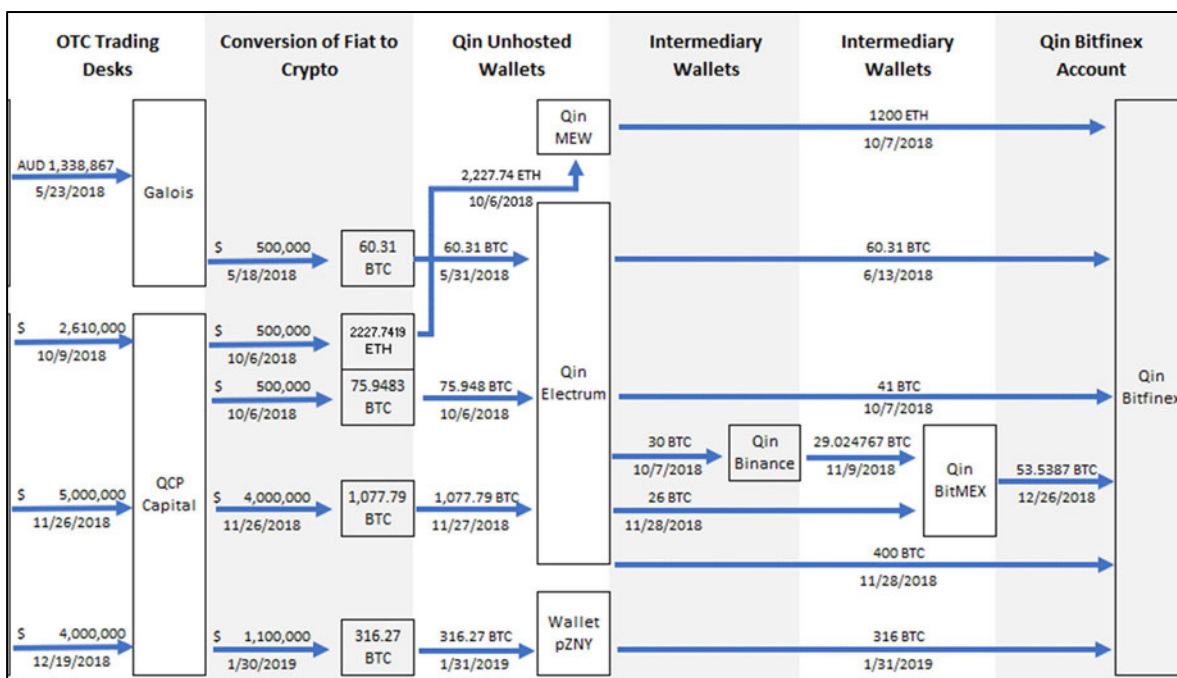 OTC Trading
Desks
Conversion of Fiat to
Crypto
Qin Unhosted
Wallets
Intermediary
Wallets
Intermediary
Wallets
Qin Bitfinex
Account
AUD 1,338,867
5/23/2018
Galois
$ 500,000
5/18/2018
60.31
BTC
60.31 BTC
5/31/2018
2,227.74 ETH
10/6/2018
Qin
MEW
1200 ETH
10/7/2018
60.31 BTC
6/13/2018
$ 2,610,000
10/9/2018
QCP
Capital
$ 500,000
10/6/2018
2227.7419
ETH
$ 500,000
10/6/2018
75.9483
BTC
75.948 BTC
10/6/2018
Qin
Electrum
41 BTC
10/7/2018
Qin
Bitfinex
30 BTC
10/7/2018
Qin
Binance
29.024767 BTC
11/9/2018
Qin
BitMEX
53.5387 BTC
12/26/2018
$ 5,000,000
11/26/2018
$ 4,000,000
11/26/2018
1,077.79
BTC
1,077.79 BTC
11/27/2018
26 BTC
11/28/2018
400 BTC
11/28/2018
$ 4,000,000
12/19/2018
$ 1,100,000
1/30/2019
316.27
BTC
316.27 BTC
1/31/2019
Wallet
pZNY
316 BTC
1/31/2019